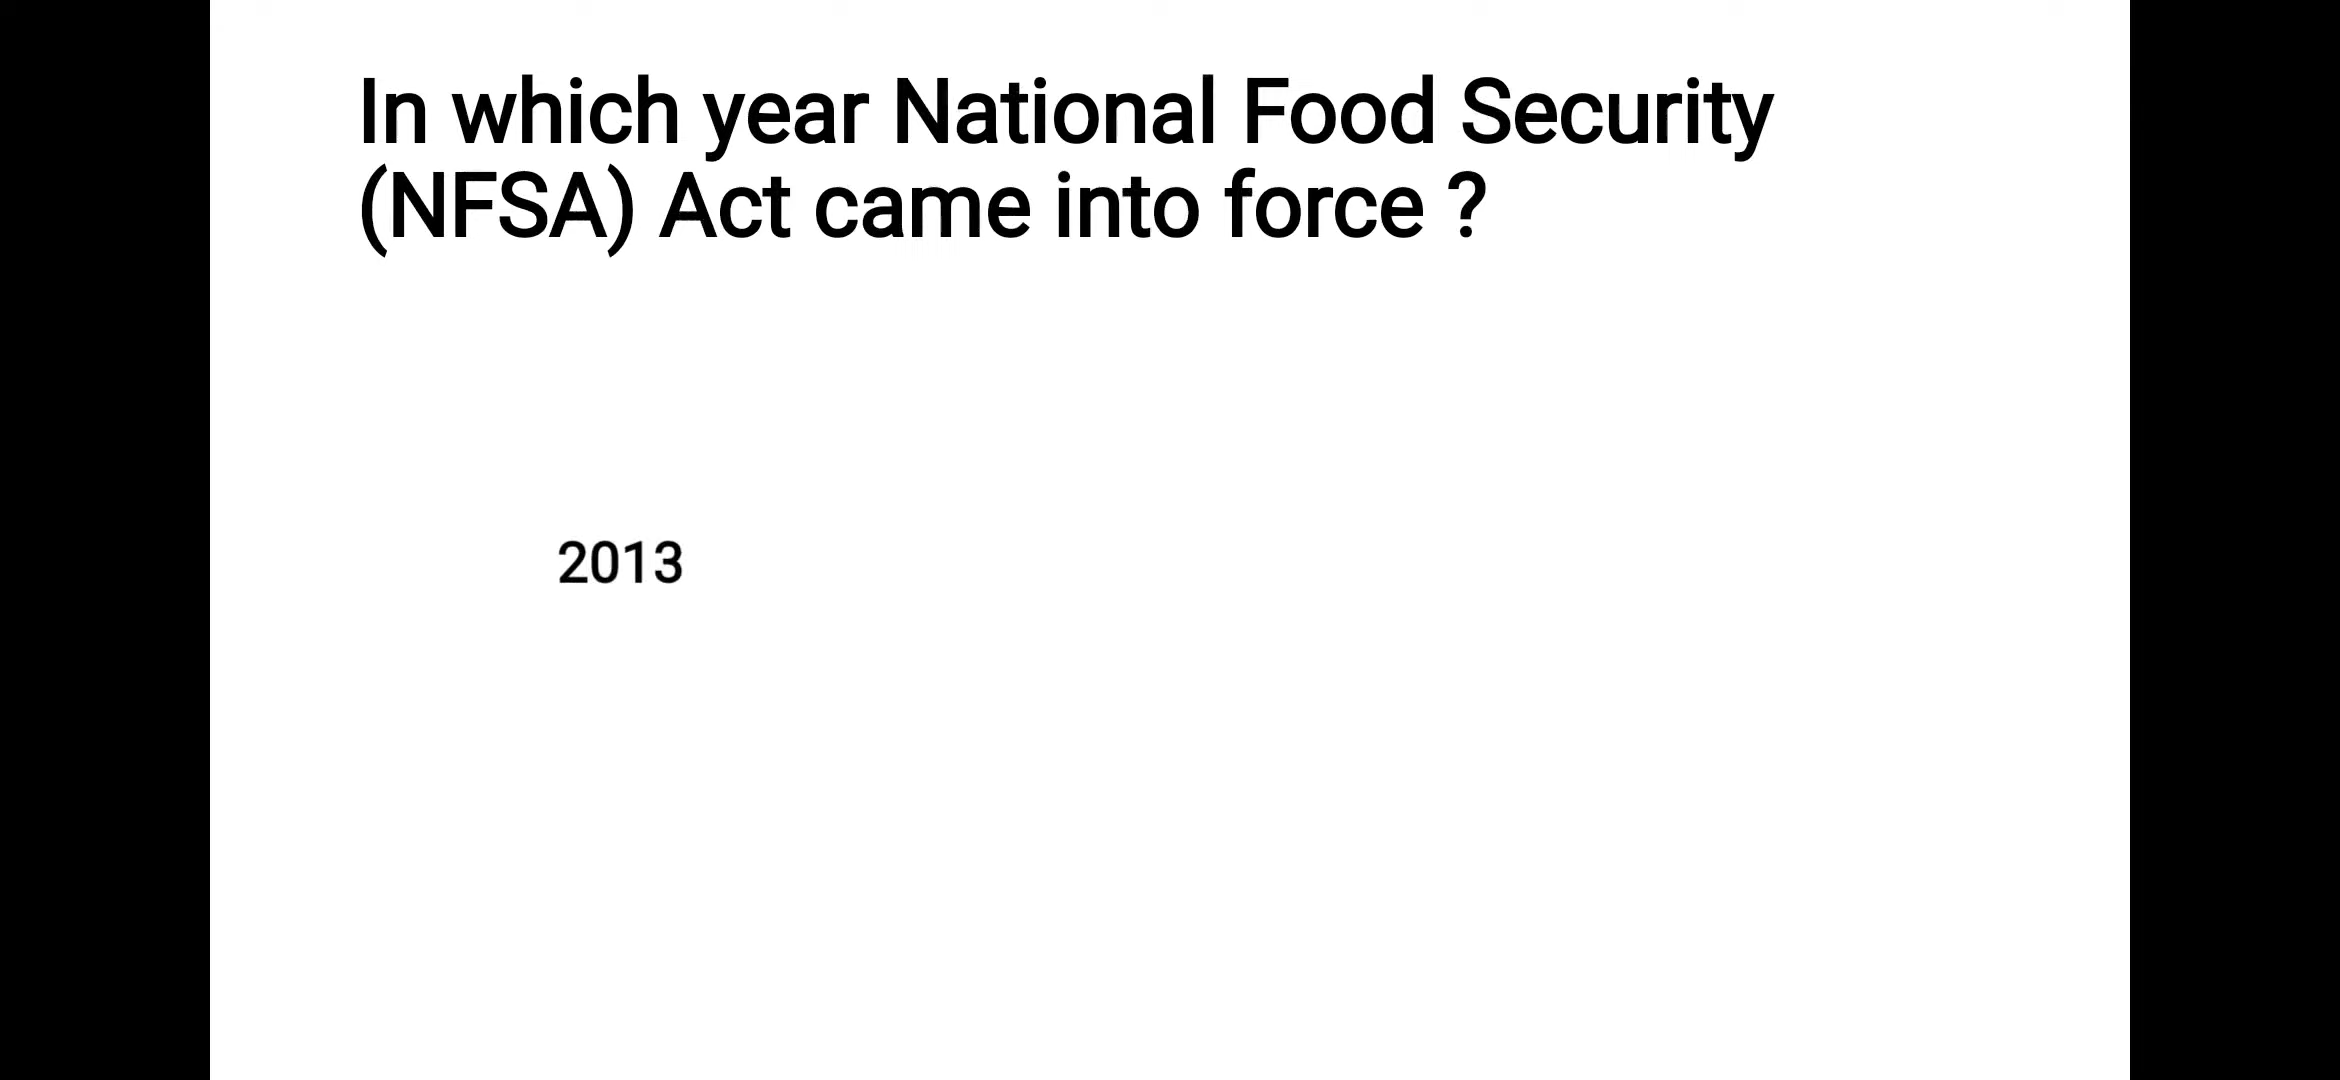 In which year National Food Security
(NFSA) Act came into force ?
2013